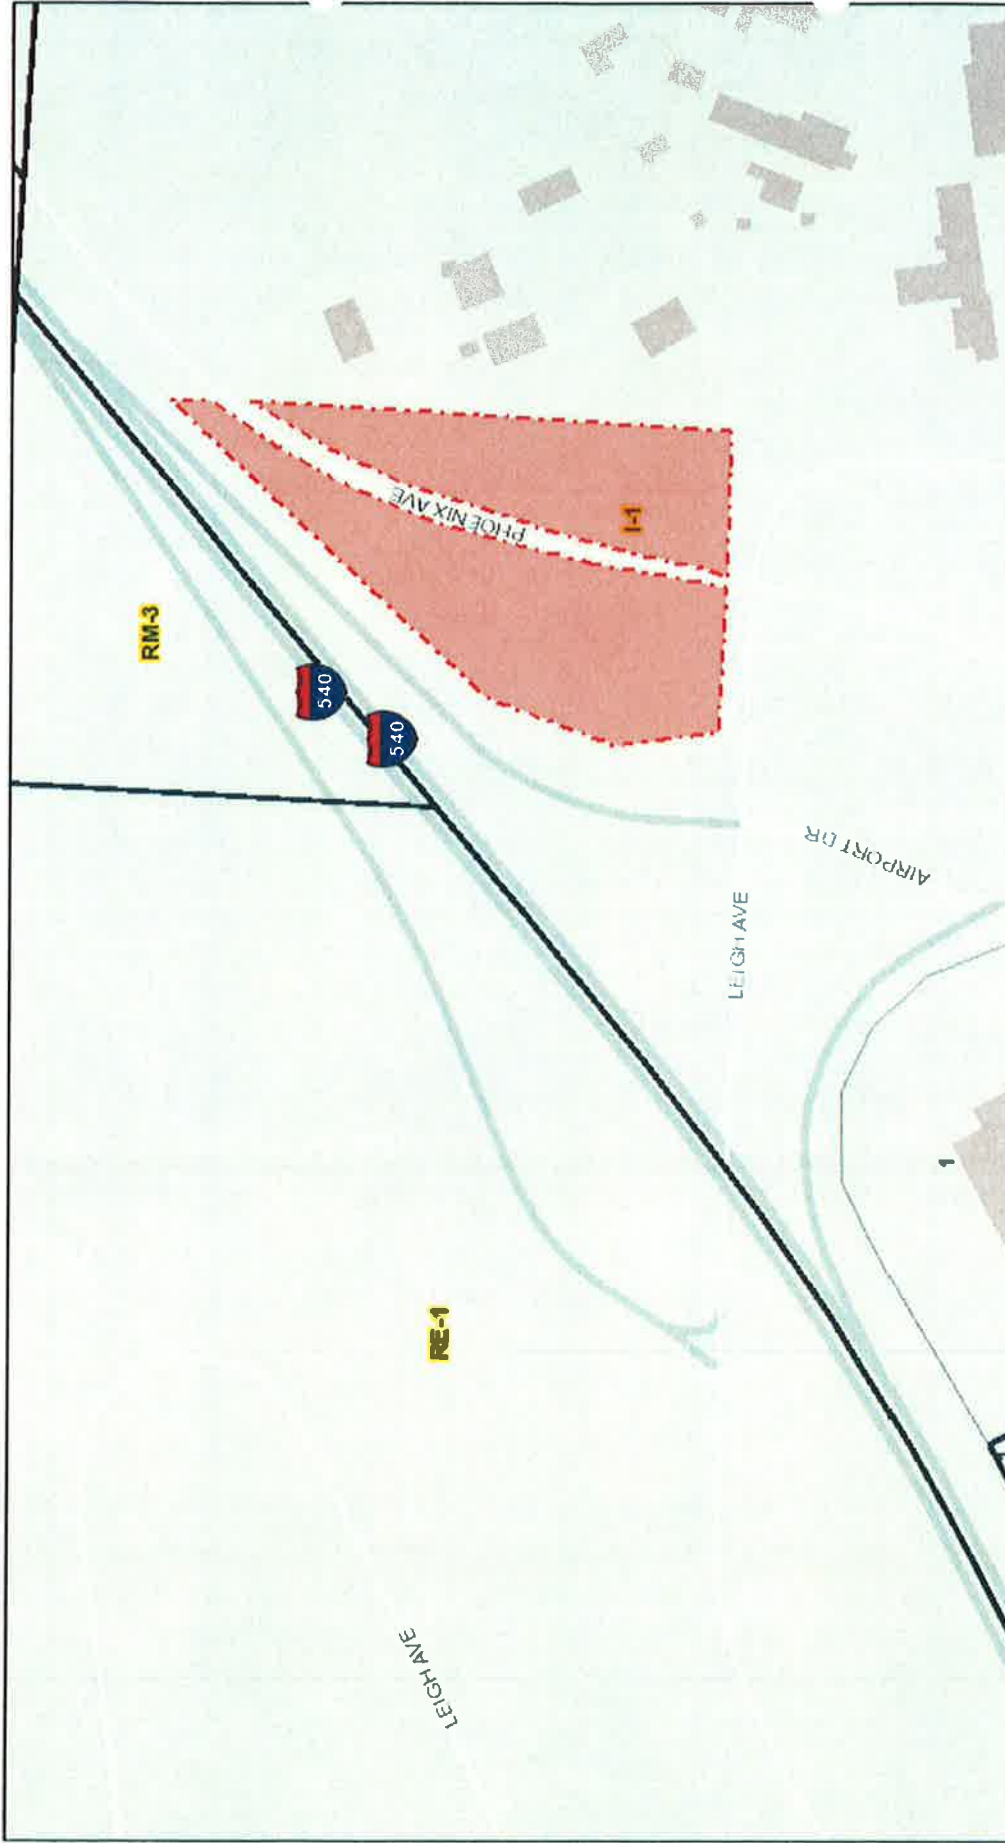 RM-3
540
540
PHOENIX AVE
I-1
AIRPORT DR
LEIGH AVE
1
RE-1
LEIGH AVE